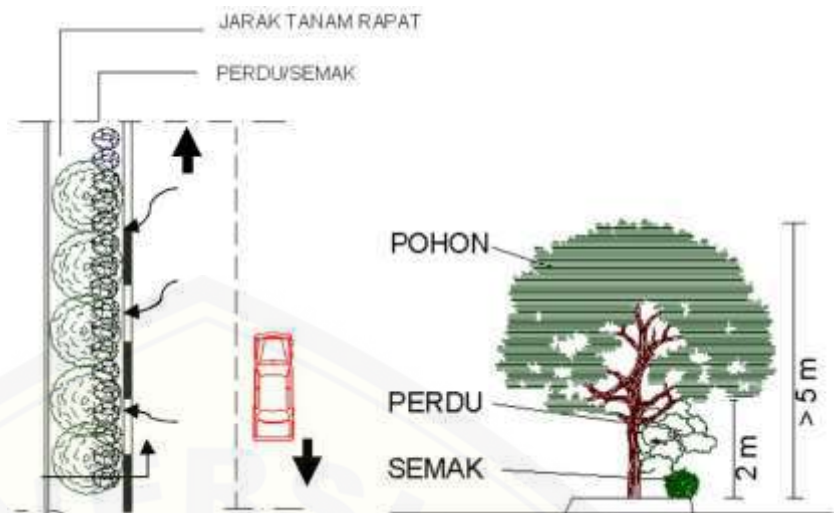 JARAK TANAM RAPAT
PERDU/SEMAK
POHON
PERDU
SEMAK
2 m
> 5 m